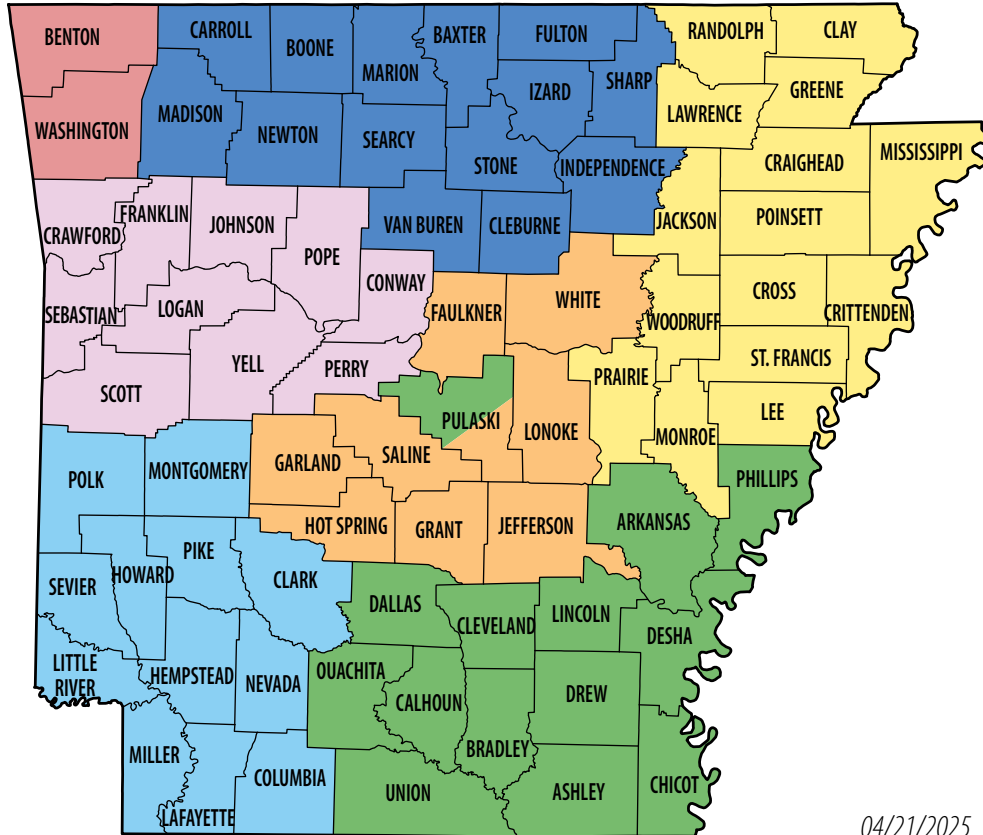 BENTON
CARROLL
BOONE
MARION
BAXTER
FULTON
IZARD
SHARP
RANDOLPH
CLAY
GREENE
LAWRENCE
WASHINGTON
MADISON
NEWTON
SEARCY
STONE
INDEPENDENCE
CRAIGHEAD
MISSISSIPPI
CRAWFORD
FRANKLIN
JOHNSON
POPE
VAN BUREN
CLEBURNE
JACKSON
POINSETT
SEBASTIAN
LOGAN
CONWAY
FAULKNER
WHITE
WOODRUFF
CROSS
CRITTENDEN
SCOTT
YELL
PERRY
PULASKI
LONOKE
PRAIRIE
MONROE
ST. FRANCIS
LEE
POLK
MONTGOMERY
GARLAND
SALINE
PHILLIPS
HOT SPRING
GRANT
JEFFERSON
ARKANSAS
SEVIER
HOWARD
PIKE
CLARK
DALLAS
CLEVELAND
LINCOLN
DESHA
LITTLE
RIVER
HEMPSTEAD
NEVADA
OUACHITA
CALHOUN
BRADLEY
DREW
MILLER
LAFAYETTE
COLUMBIA
UNION
ASHLEY
CHICOT
04/21/2025